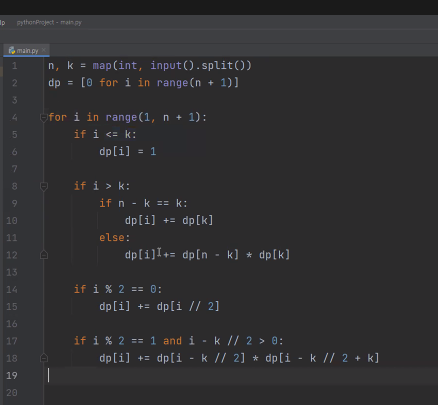 lp pythonProject – main.py
main.py
1 n, k = map(int, input().split())
2 dp = [0 for i in range(n + 1)]
3
4 for i in range(1, n + 1):
5     if i <= k:
6         dp[i] = 1
7
8     if i > k:
9         if n - k == k:
10             dp[i] += dp[k]
11         else:
12             dp[i] += dp[n - k] * dp[k]
13
14     if i % 2 == 0:
15         dp[i] += dp[i // 2]
16
17     if i % 2 == 1 and i - k // 2 > 0:
18         dp[i] += dp[i - k // 2] * dp[i - k // 2 + k]
19
20